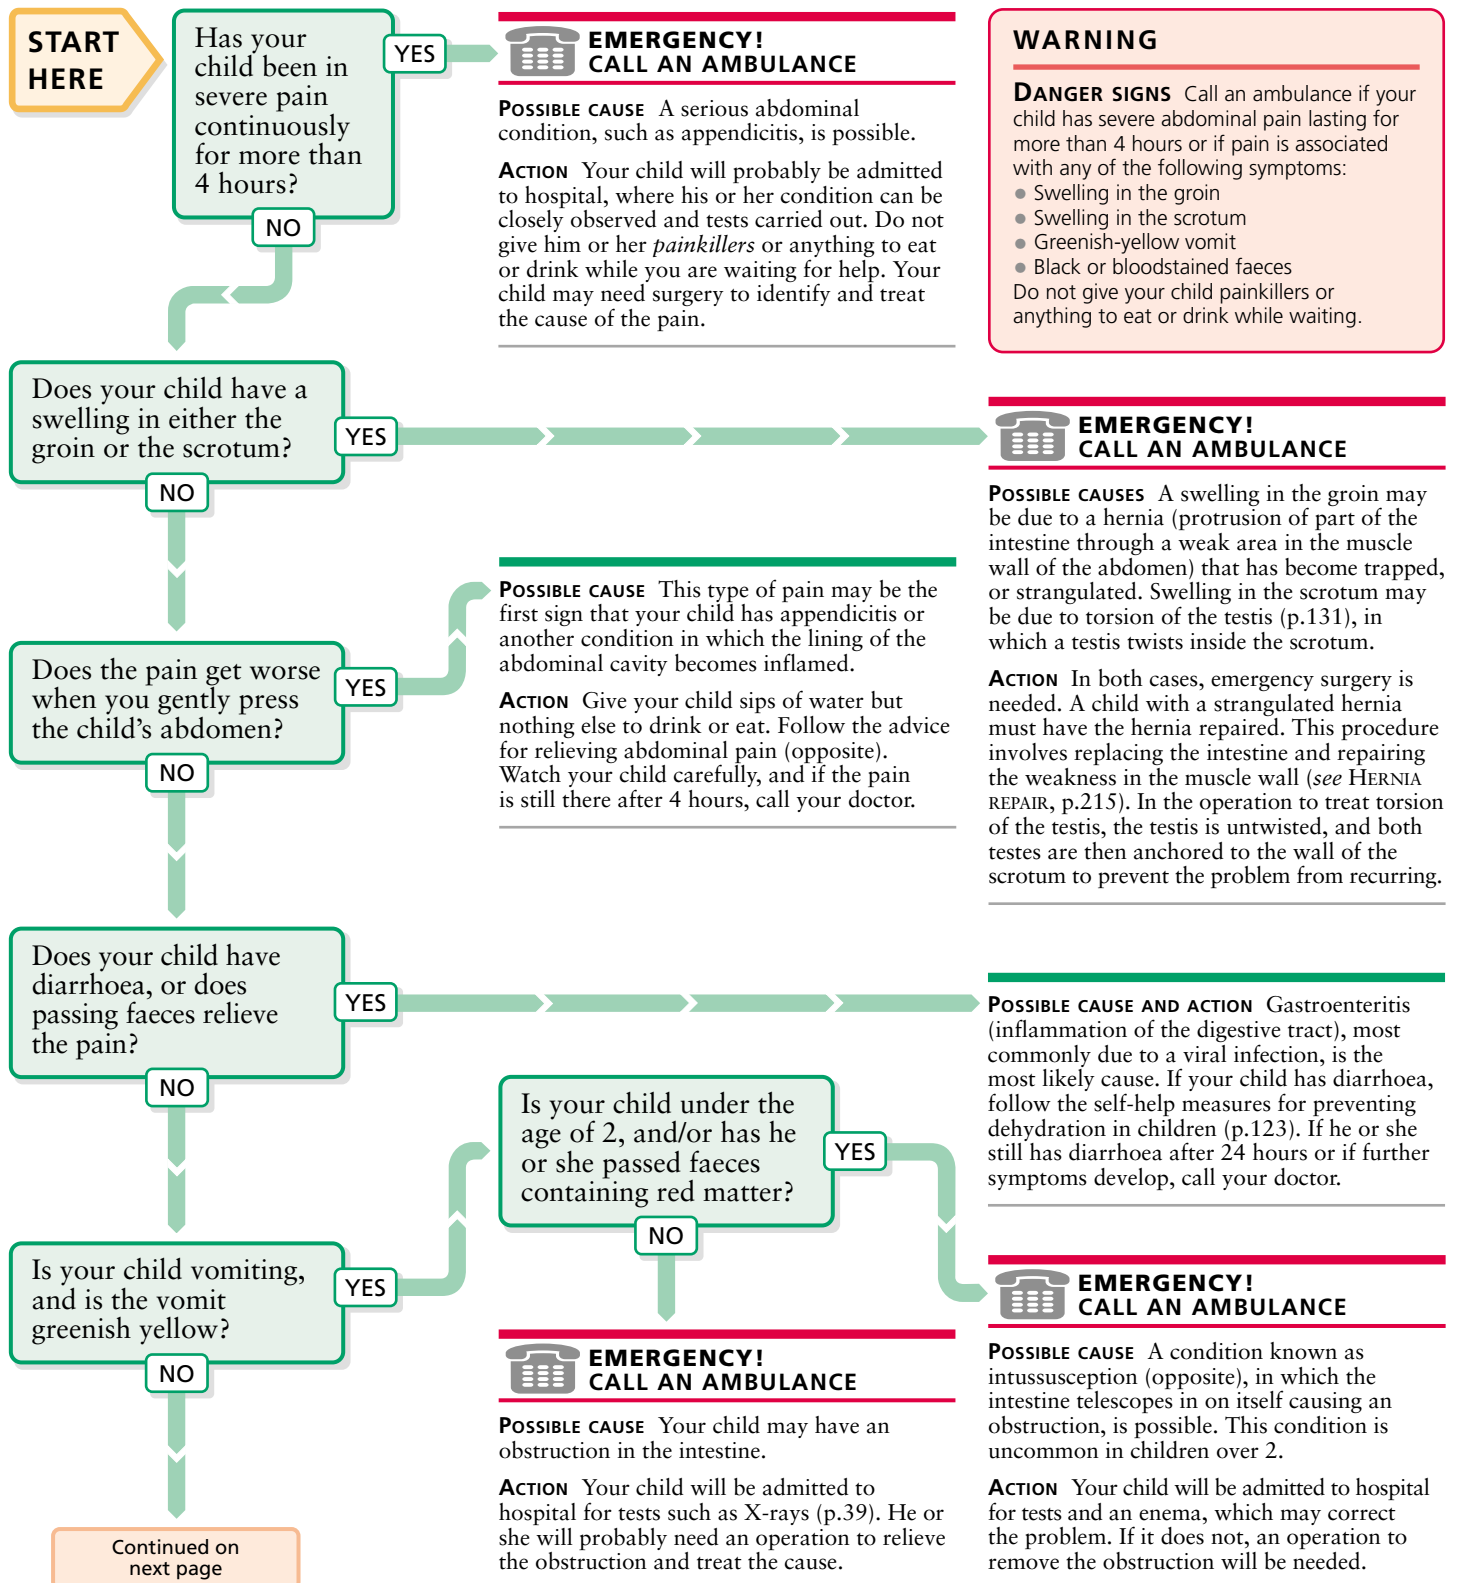 START
HERE
Has your
child been in
severe pain
continuously
for more than
4 hours?
YES
NO
EMERGENCY!
CALL AN AMBULANCE
POSSIBLE CAUSE A serious abdominal
condition, such as appendicitis, is possible.
ACTION Your child will probably be admitted
to hospital, where his or her condition can be
closely observed and tests carried out. Do not
give him or her painkillers or anything to eat
or drink while you are waiting for help. Your
child may need surgery to identify and treat
the cause of the pain.
WARNING
DANGER SIGNS Call an ambulance if your
child has severe abdominal pain lasting for
more than 4 hours or if pain is associated
with any of the following symptoms:
● Swelling in the groin
● Swelling in the scrotum
● Greenish-yellow vomit
● Black or bloodstained faeces
Do not give your child painkillers or
anything to eat or drink while waiting.
Does your child have a
swelling in either the
groin or the scrotum?
YES
NO
EMERGENCY!
CALL AN AMBULANCE
POSSIBLE CAUSES A swelling in the groin may
be due to a hernia (protrusion of part of the
intestine through a weak area in the muscle
wall of the abdomen) that has become trapped,
or strangulated. Swelling in the scrotum may
be due to torsion of the testis (p.131), in
which a testis twists inside the scrotum.
ACTION In both cases, emergency surgery is
needed. A child with a strangulated hernia
must have the hernia repaired. This procedure
involves replacing the intestine and repairing
the weakness in the muscle wall (see HERNIA
REPAIR, p.215). In the operation to treat torsion
of the testis, the testis is untwisted, and both
testes are then anchored to the wall of the
scrotum to prevent the problem from recurring.
Does the pain get worse
when you gently press
the child's abdomen?
YES
NO
POSSIBLE CAUSE This type of pain may be the
first sign that your child has appendicitis or
another condition in which the lining of the
abdominal cavity becomes inflamed.
ACTION Give your child sips of water but
nothing else to drink or eat. Follow the advice
for relieving abdominal pain (opposite).
Watch your child carefully, and if the pain
is still there after 4 hours, call your doctor.
Does your child have
diarrhoea, or does
passing faeces relieve
the pain?
YES
NO
POSSIBLE CAUSE AND ACTION Gastroenteritis
(inflammation of the digestive tract), most
commonly due to a viral infection, is the
most likely cause. If your child has diarrhoea,
follow the self-help measures for preventing
dehydration in children (p.123). If he or she
still has diarrhoea after 24 hours or if further
symptoms develop, call your doctor.
Is your child vomiting,
and is the vomit
greenish yellow?
YES
NO
Is your child under the
age of 2, and/or has he
or she passed faeces
containing red matter?
YES
NO
EMERGENCY!
CALL AN AMBULANCE
POSSIBLE CAUSE Your child may have an
obstruction in the intestine.
ACTION Your child will be admitted to
hospital for tests such as X-rays (p.39). He or
she will probably need an operation to relieve
the obstruction and treat the cause.
EMERGENCY!
CALL AN AMBULANCE
POSSIBLE CAUSE A condition known as
intussusception (opposite), in which the
intestine telescopes in on itself causing an
obstruction, is possible. This condition is
uncommon in children over 2.
ACTION Your child will be admitted to hospital
for tests and an enema, which may correct
the problem. If it does not, an operation to
remove the obstruction will be needed.
Continued on
next page